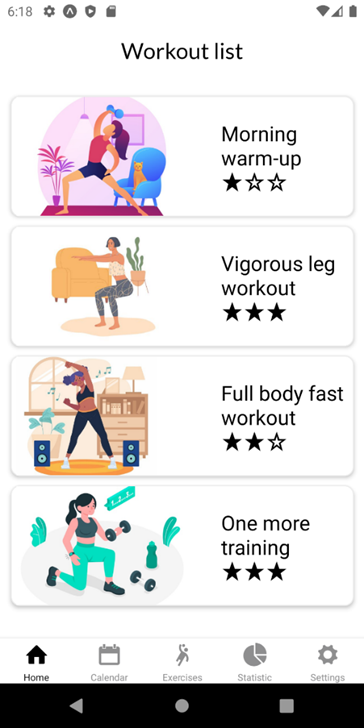 6:18
Workout list
Morning
warm-up
Vigorous leg
workout
Full body fast
workout
One more
training
Home
Calendar
Exercises
Statistic
Settings